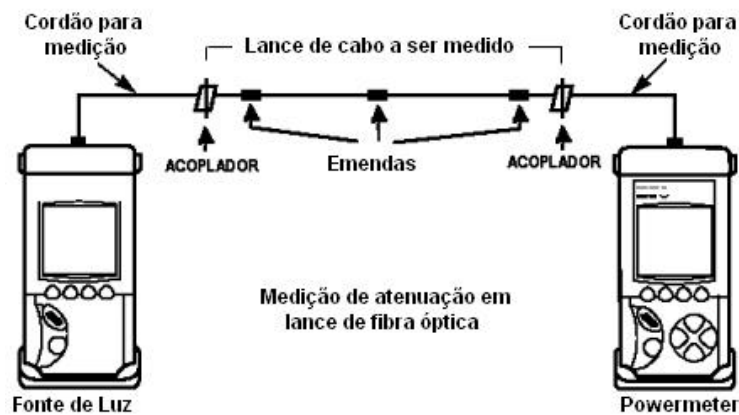 Cordão para
medição
Lance de cabo a ser medido
Cordão para
medição
ACOPLADOR
Emendas
ACOPLADOR
Medição de atenuação em
lance de fibra óptica
Fonte de Luz
Powermeter